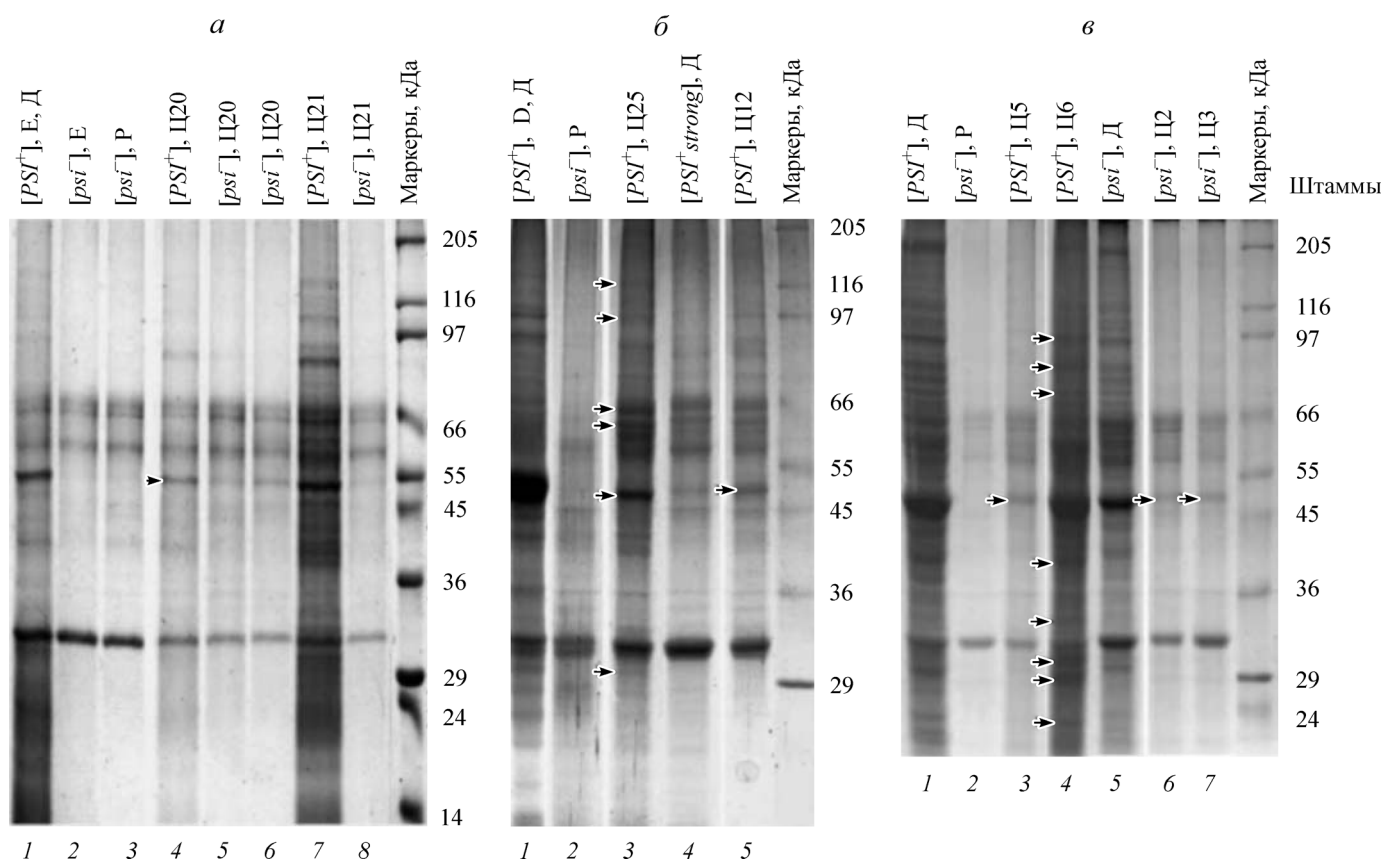 а
[PSI⁺], Е, Д
[psi⁻], Е
[psi⁻], Р
[PSI⁺], Ц20
[psi⁻], Ц20
[psi⁻], Ц20
[PSI⁺], Ц21
[psi⁻], Ц21
Маркеры, кДа
205
116
97
66
55
45
36
29
24
14
1 2 3 4 5 6 7 8
б
[PSI⁺], D, Д
[psi⁻], Р
[PSI⁺], Ц25
[PSI⁺strong], Д
[PSI⁺], Ц12
Маркеры, кДа
205
116
97
66
55
45
36
29
1 2 3 4 5
в
[PSI⁺], Д
[psi⁻], Р
[PSI⁺], Ц5
[PSI⁺], Ц6
[psi⁻], Д
[psi⁻], Ц2
[psi⁻], Ц3
Маркеры, кДа
Штаммы
205
116
97
66
55
45
36
29
24
1 2 3 4 5 6 7